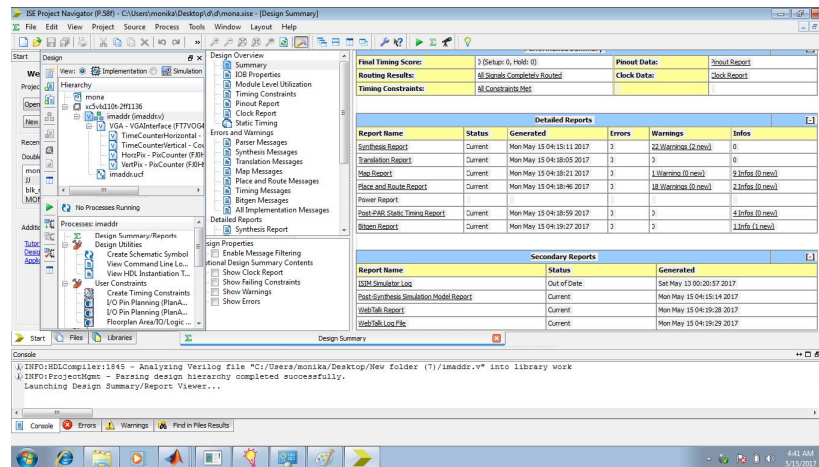 ISE Project Navigator (P.58f) - C:\Users\monika\Desktop\d\d\mona.xise - [Design Summary]
File Edit View Project Source Process Tools Window Layout Help
Start
Design
View: Implementation Simulation
Hierarchy
mona
xc5vlx110t-2ff1136
imaddr (imaddr.v)
VGA - VGAInterface (FT7VOG4
TimeCounterHorizontal -
TimeCounterVertical - Cou
HorzPix - PixCounter (FJ0H
VertPix - PixCounter (FJ0H
imaddr.ucf
No Processes Running
Processes: imaddr
Design Summary/Reports
Design Utilities
Create Schematic Symbol
View Command Line Lo...
View HDL Instantiation T...
User Constraints
Create Timing Constraints
I/O Pin Planning (PlanA...
I/O Pin Planning (PlanA...
Floorplan Area/IO/Logic ...
Design Overview
Summary
IOB Properties
Module Level Utilization
Timing Constraints
Pinout Report
Clock Report
Static Timing
Errors and Warnings
Parser Messages
Synthesis Messages
Translation Messages
Map Messages
Place and Route Messages
Timing Messages
Bitgen Messages
All Implementation Messages
Detailed Reports
Synthesis Report
sign Properties
Enable Message Filtering
ptional Design Summary Contents
Show Clock Report
Show Failing Constraints
Show Warnings
Show Errors
Final Timing Score: 0 (Setup: 0, Hold: 0) Pinout Data: Pinout Report
Routing Results: All Signals Completely Routed Clock Data: Clock Report
Timing Constraints: All Constraints Met
Detailed Reports [-]
Report Name Status Generated Errors Warnings Infos
Synthesis Report Current Mon May 15 04:15:11 2017 0 22 Warnings (2 new) 0
Translation Report Current Mon May 15 04:18:05 2017 0 0 0
Map Report Current Mon May 15 04:18:21 2017 0 1 Warning (0 new) 9 Infos (0 new)
Place and Route Report Current Mon May 15 04:18:46 2017 0 18 Warnings (0 new) 2 Infos (0 new)
Power Report
Post-PAR Static Timing Report Current Mon May 15 04:18:59 2017 0 0 4 Infos (0 new)
Bitgen Report Current Mon May 15 04:19:27 2017 0 0 1 Info (1 new)
Secondary Reports [-]
Report Name Status Generated
ISIM Simulator Log Out of Date Sat May 13 00:20:57 2017
Post-Synthesis Simulation Model Report Current Mon May 15 04:15:14 2017
WebTalk Report Current Mon May 15 04:19:28 2017
WebTalk Log File Current Mon May 15 04:19:29 2017
Start Files Libraries Design Summary
Console
INFO:HDLCompiler:1845 - Analyzing Verilog file "C:/Users/monika/Desktop/New folder (7)/imaddr.v" into library work
INFO:ProjectMgmt - Parsing design hierarchy completed successfully.
Launching Design Summary/Report Viewer...
Console Errors Warnings Find in Files Results
4:41 AM
5/15/2017